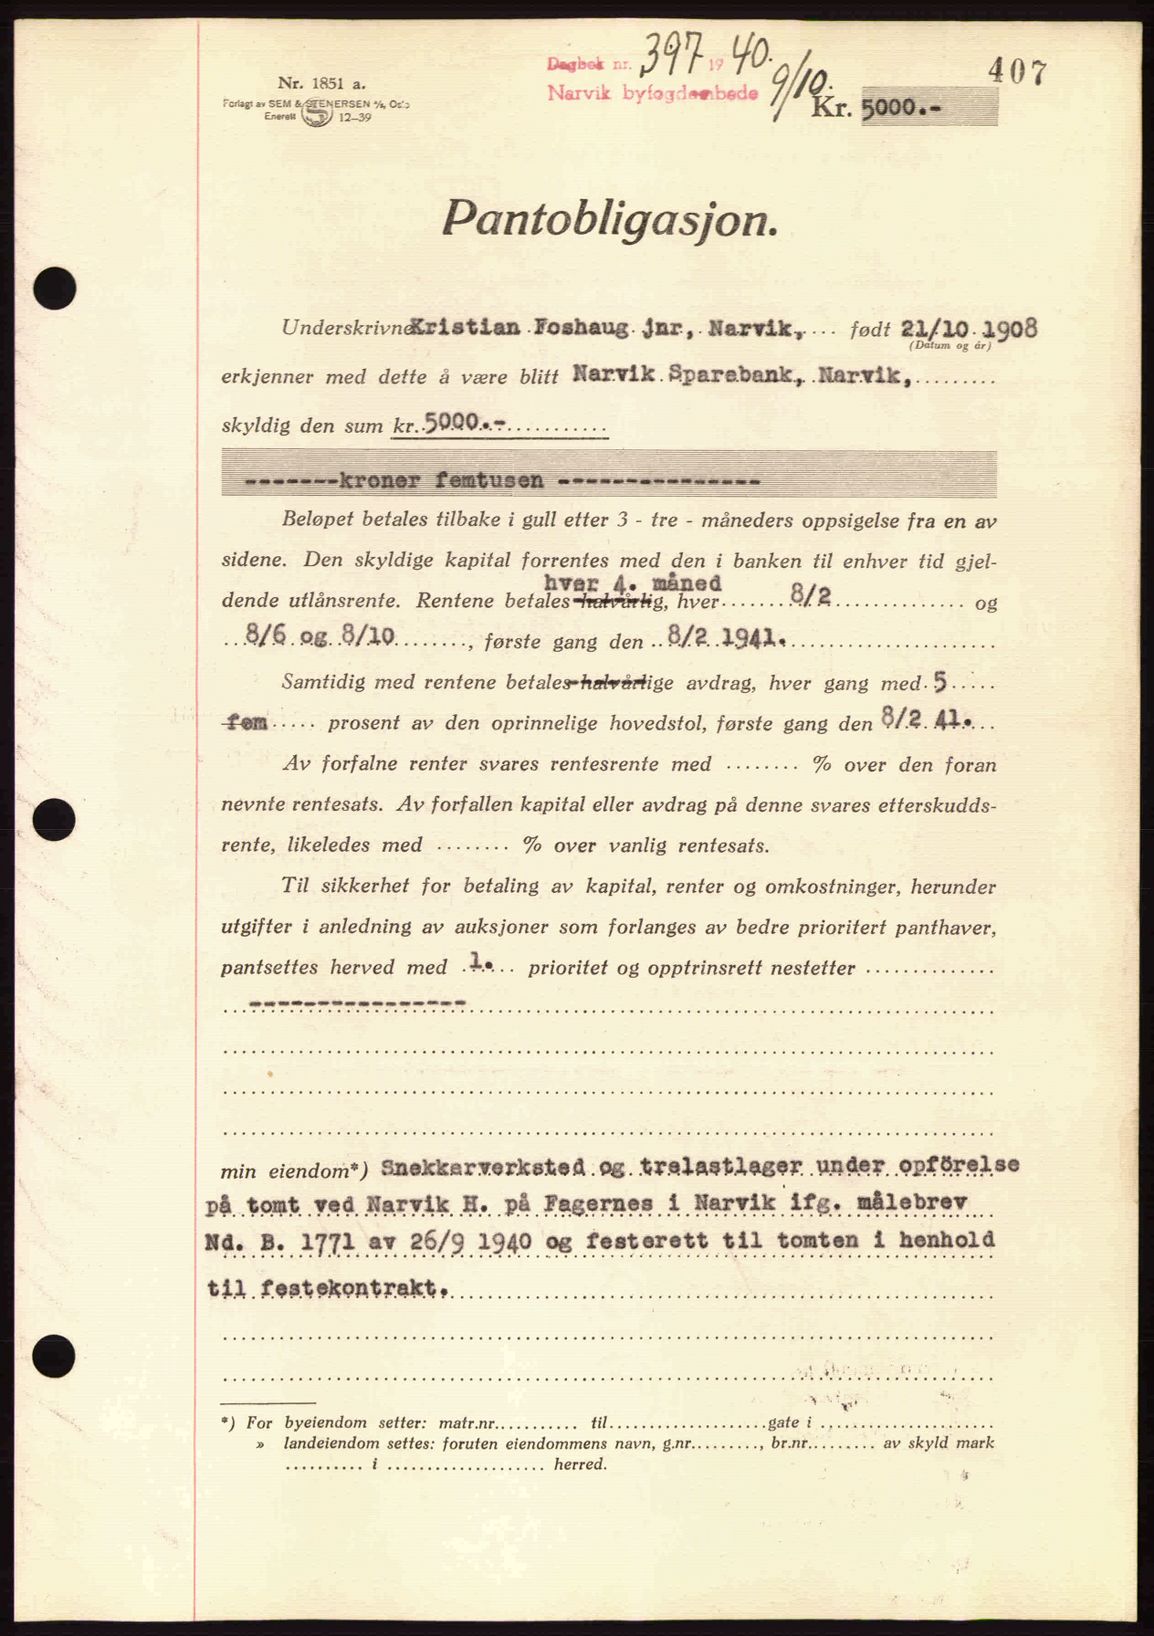 Dagbok nr. 397 1940.
Narvik byfogdembede 9/10.
407
Nr. 1851 a.
Forlagt av SEM & STENERSEN A/S, Oslo
Enerett S 12-39
Kr. 5000.-
Pantobligasjon.
Underskrivne Kristian Foshaug jnr, Narvik, født 21/10 1908
(Datum og år)
erkjenner med dette å være blitt Narvik Sparebank, Narvik,
skyldig den sum kr. 5000.-
-------kroner femtusen ---------------
Beløpet betales tilbake i gull etter 3 - tre - måneders oppsigelse fra en av
sidene. Den skyldige kapital forrentes med den i banken til enhver tid gjel-
hver 4. måned
dende utlånsrente. Rentene betales halvårlig, hver 8/2 og
8/6 og 8/10, første gang den 8/2 1941.
Samtidig med rentene betales halvårlige avdrag, hver gang med 5
fem prosent av den oprinnelige hovedstol, første gang den 8/2 41.
Av forfalne renter svares rentesrente med ........ % over den foran
nevnte rentesats. Av forfallen kapital eller avdrag på denne svares etterskudds-
rente, likeledes med ........ % over vanlig rentesats.
Til sikkerhet for betaling av kapital, renter og omkostninger, herunder
utgifter i anledning av auksjoner som forlanges av bedre prioritert panthaver,
pantsettes herved med 1. prioritet og opptrinsrett nestetter ..............
----------------
min eiendom*) Snekkerverksted og trelastlager under opförelse
på tomt ved Narvik H. på Fagernes i Narvik ifg. målebrev
Nd. B. 1771 av 26/9 1940 og festerett til tomten i henhold
til festekontrakt.
*) For byeiendom setter: matr.nr........... til....................gate i ......................
» landeiendom settes: foruten eiendommens navn, g.nr........., br.nr......... av skyld mark
.......... i .................... herred.